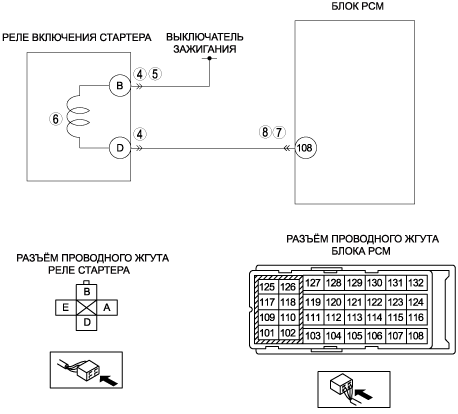 БЛОК PCM
РЕЛЕ ВКЛЮЧЕНИЯ СТАРТЕРА
ВЫКЛЮЧАТЕЛЬ
ЗАЖИГАНИЯ
B
4 5
6
D
4
8 7
108
РАЗЪЁМ ПРОВОДНОГО ЖГУТА
РЕЛЕ СТАРТЕРА
B
E A
D
РАЗЪЁМ ПРОВОДНОГО ЖГУТА
БЛОКА PCM
125 126 127 128 129 130 131 132
117 118 119 120 121 122 123 124
109 110 111 112 113 114 115 116
101 102 103 104 105 106 107 108